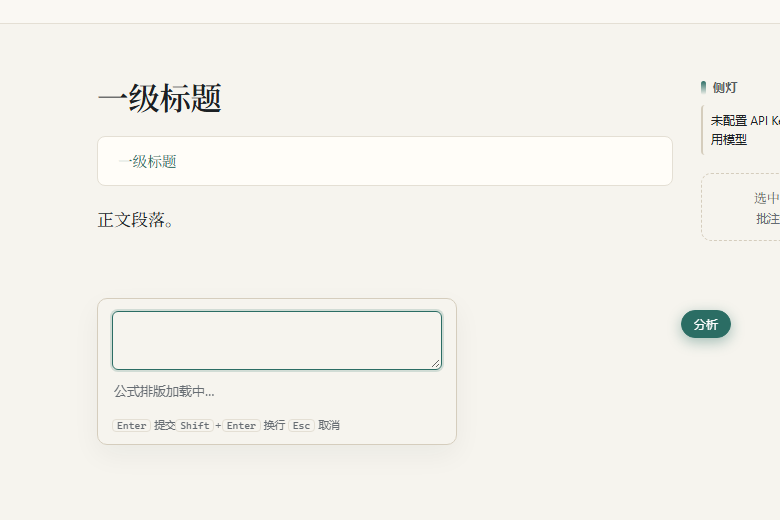 一级标题
一级标题
正文段落。
公式排版加载中...
Enter 提交 Shift + Enter 换行 Esc 取消
侧灯
未配置 API
用模型
选中
批注
分析